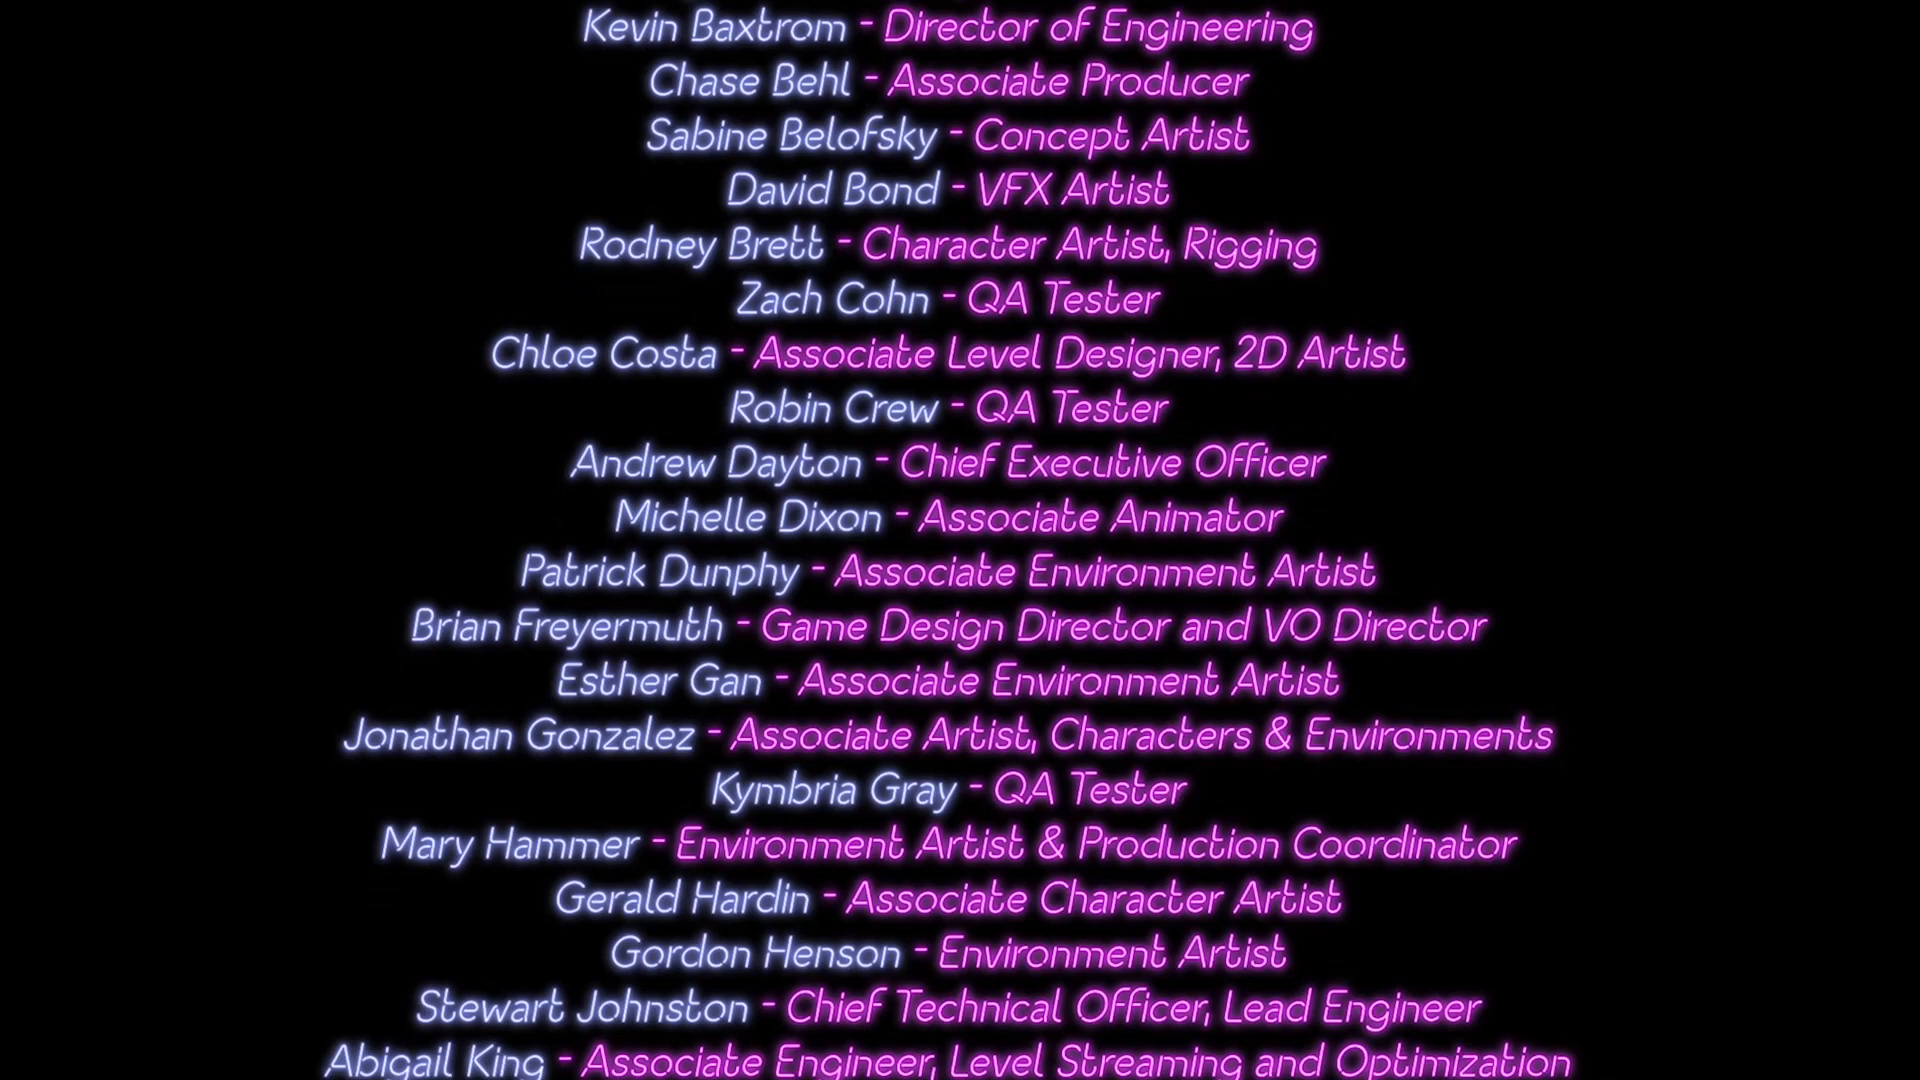 Kevin Baxtrom - Director of Engineering
Chase Behl - Associate Producer
Sabine Belofsky - Concept Artist
David Bond - VFX Artist
Rodney Brett - Character Artist, Rigging
Zach Cohn - QA Tester
Chloe Costa - Associate Level Designer, 2D Artist
Robin Crew - QA Tester
Andrew Dayton - Chief Executive Officer
Michelle Dixon - Associate Animator
Patrick Dunphy - Associate Environment Artist
Brian Freyermuth - Game Design Director and VO Director
Esther Gan - Associate Environment Artist
Jonathan Gonzalez - Associate Artist, Characters & Environments
Kymbria Gray - QA Tester
Mary Hammer - Environment Artist & Production Coordinator
Gerald Hardin - Associate Character Artist
Gordon Henson - Environment Artist
Stewart Johnston - Chief Technical Officer, Lead Engineer
Abigail King - Associate Engineer, Level Streaming and Optimization